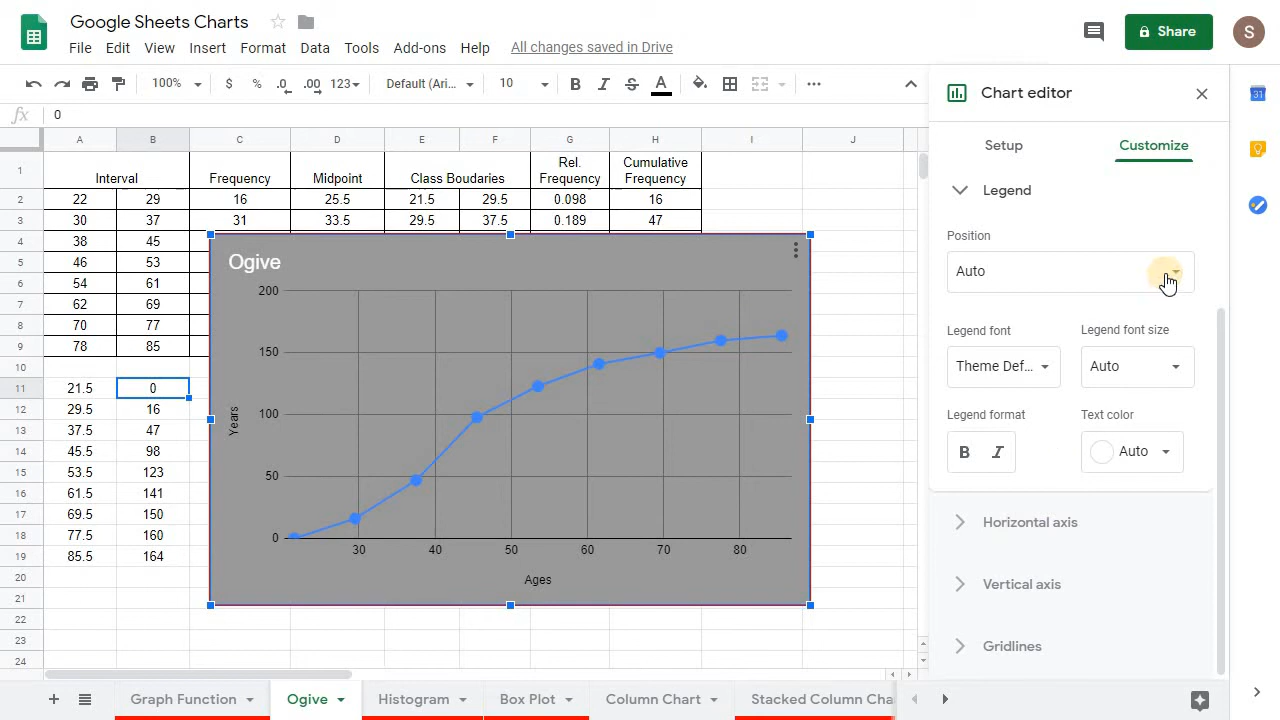 Google Sheets Charts
File Edit View Insert Format Data Tools Add-ons Help All changes saved in Drive
Share
S
100% $ % .0 .00 123 Default (Ari... 10 B I S A
fx 0
A B C D E F G H I J
1 Interval Frequency Midpoint Class Boudaries Rel. Frequency Cumulative Frequency
2 22 29 16 25.5 21.5 29.5 0.098 16
3 30 37 31 33.5 29.5 37.5 0.189 47
4 38 45
5 46 53
6 54 61
7 62 69
8 70 77
9 78 85
10
11 21.5 0
12 29.5 16
13 37.5 47
14 45.5 98
15 53.5 123
16 61.5 141
17 69.5 150
18 77.5 160
19 85.5 164
20
21
22
23
24
Ogive
200
150
100
50
0
Years
30 40 50 60 70 80
Ages
Chart editor
Setup Customize
Legend
Position
Auto
Legend font Legend font size
Theme Def... Auto
Legend format Text color
B I Auto
Horizontal axis
Vertical axis
Gridlines
31
Graph Function Ogive Histogram Box Plot Column Chart Stacked Column Cha